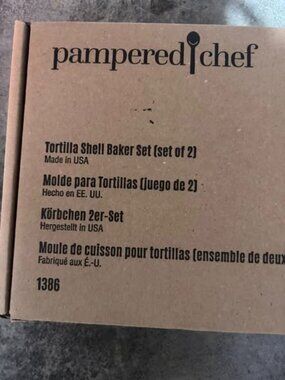 pampered chef
Tortilla Shell Baker Set (set of 2)
Made in USA
Molde para Tortillas (juego de 2)
Hecho en EE. UU.
Körbchen 2er-Set
Hergestellt in USA
Moule de cuisson pour tortillas (ensemble de deux
Fabriqué aux É.-U.
1386